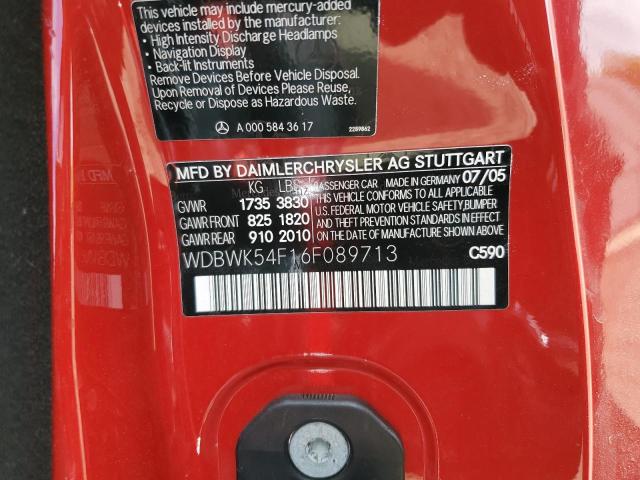 This vehicle may include mercury-added
devices installed by the manufacturer:
• High Intensity Discharge Headlamps
• Navigation Display
• Back-lit Instruments
Remove Devices Before Vehicle Disposal.
Upon Removal of Devices Please Reuse,
Recycle or Dispose as Hazardous Waste.
A 000 584 36 17
2289862
MFD BY DAIMLERCHRYSLER AG STUTTGART
KG LBS PASSENGER CAR MADE IN GERMANY 07/05
GVWR 1735 3830 THIS VEHICLE CONFORMS TO ALL APPLICABLE
GAWR FRONT 825 1820 U.S. FEDERAL MOTOR VEHICLE SAFETY,BUMPER
GAWR REAR 910 2010 AND THEFT PREVENTION STANDARDS IN EFFECT ON THE DATE OF MANUFACTURE SHOWN ABOVE.
WDBWK54F16F089713 C590